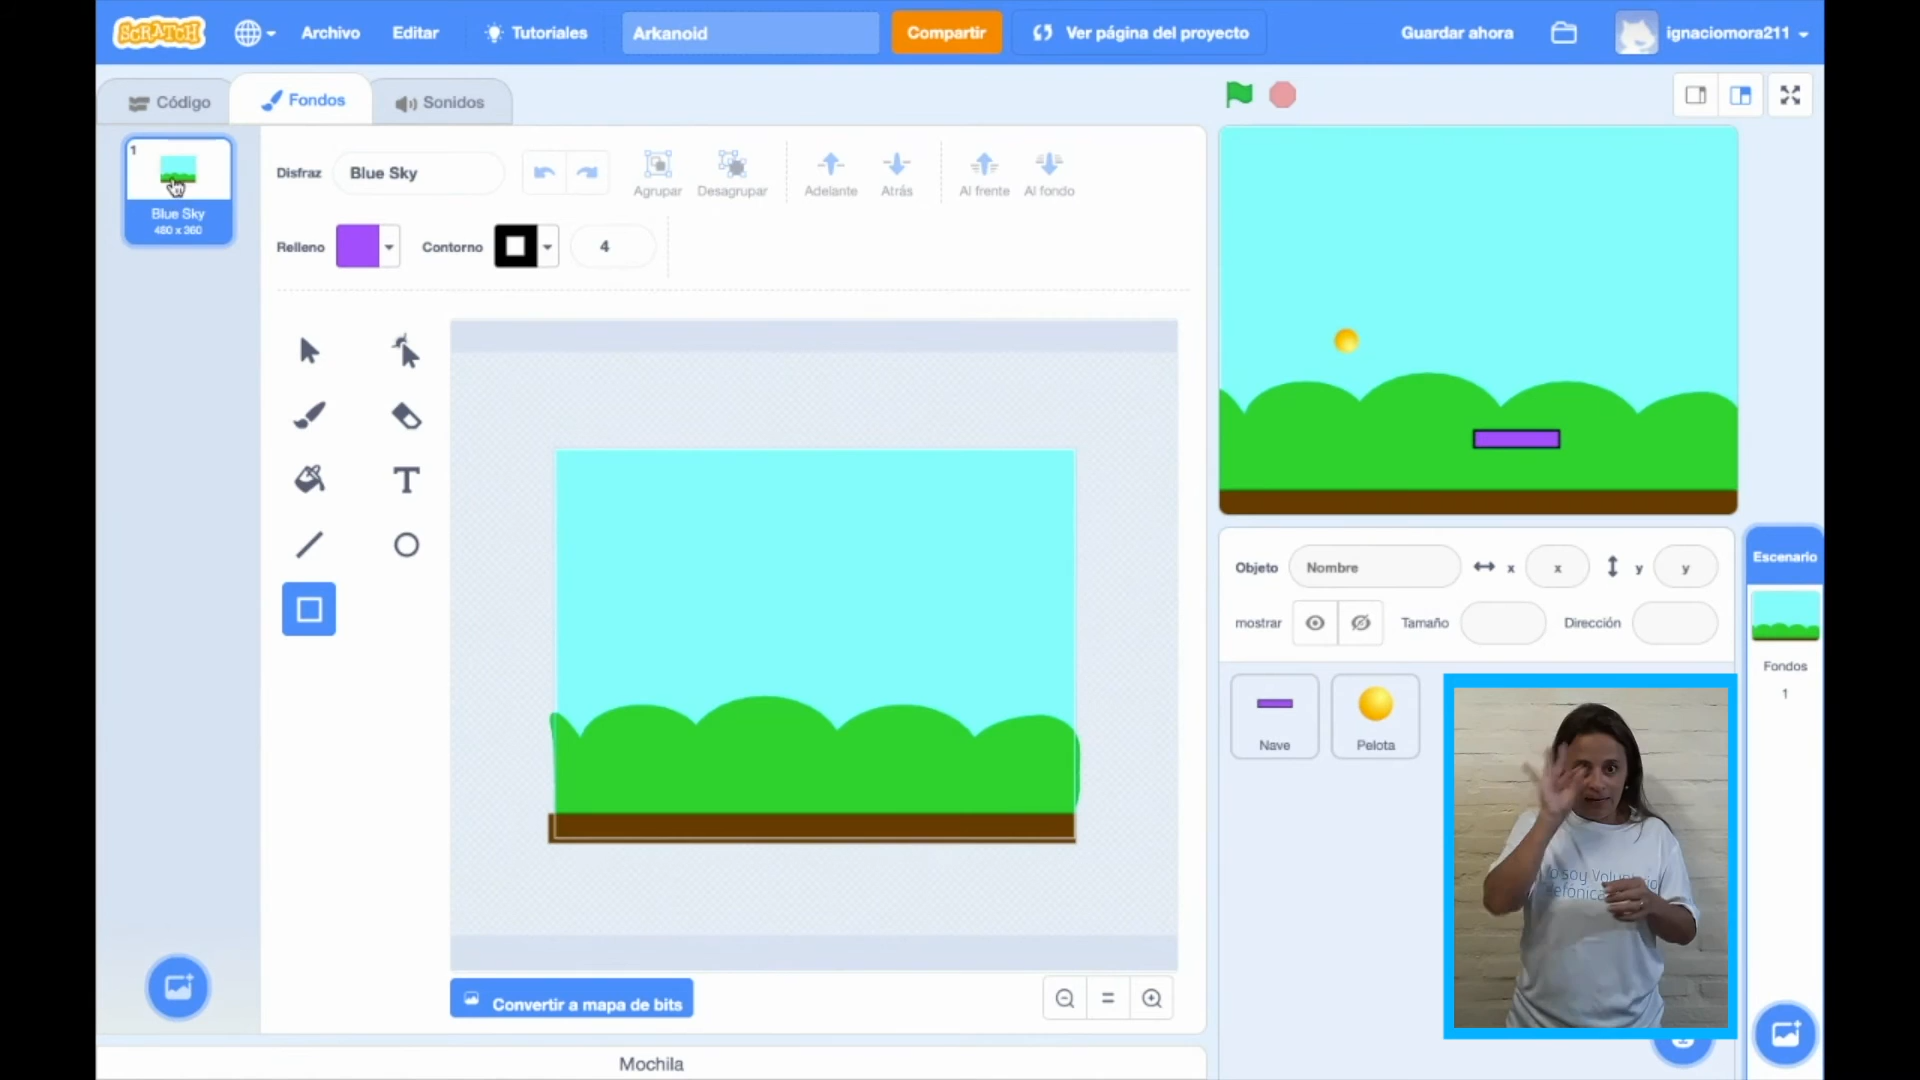 SCRATCH
Archivo
Editar
Tutoriales
Arkanoid
Compartir
Ver página del proyecto
Guardar ahora
ignaciomora211
Código
Fondos
Sonidos
1
Blue Sky
480 x 360
Disfraz
Blue Sky
Agrupar
Desagrupar
Adelante
Atrás
Al frente
Al fondo
Relleno
Contorno
4
T
Convertir a mapa de bits
Mochila
Objeto
Nombre
x
x
y
y
mostrar
Tamaño
Dirección
Nave
Pelota
Escenario
Fondos
1